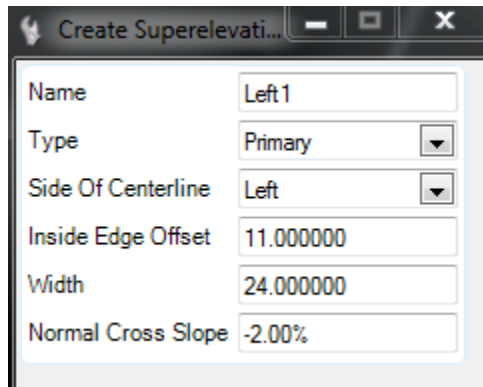 Create Superelevati...
Name Left1
Type Primary
Side Of Centerline Left
Inside Edge Offset 11.000000
Width 24.000000
Normal Cross Slope -2.00%